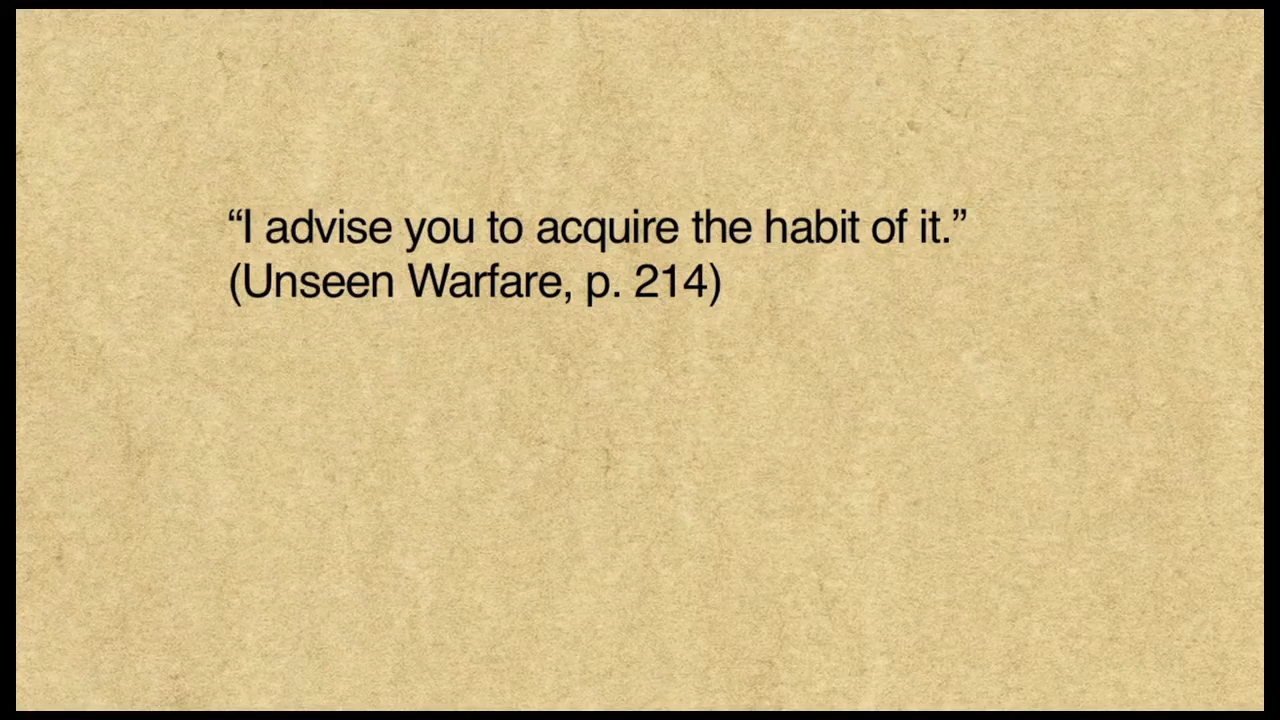 “I advise you to acquire the habit of it.”
(Unseen Warfare, p. 214)